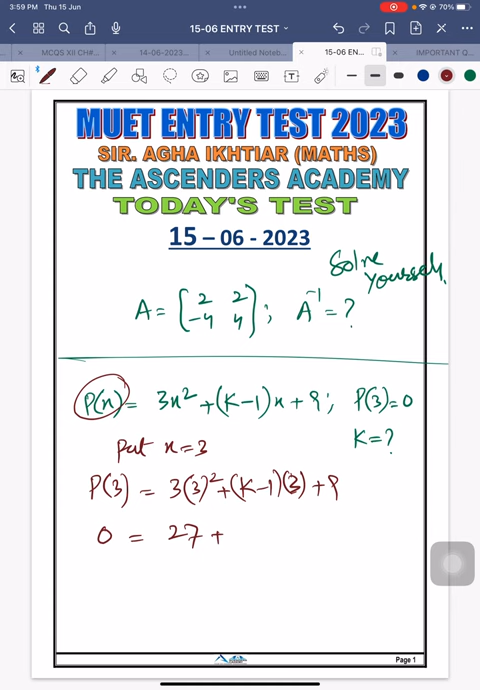 3:59 PM Thu 15 Jun
70%
15-06 ENTRY TEST
MCQS XII CH#...
14-06-2023...
Untitled Noteb...
15-06 EN...
IMPORTANT Q...
MUET ENTRY TEST 2023
SIR. AGHA IKHTIAR (MATHS)
THE ASCENDERS ACADEMY
TODAY'S TEST
15 – 06 - 2023
Solve
yourself.
A = [2 2
-4 4]; A⁻¹ = ?
P(x) = 3x² + (K-1)x + 9; P(3) = 0
K = ?
Put x = 3
P(3) = 3(3)² + (K-1)(3) + 9
0 = 27 +
Page 1